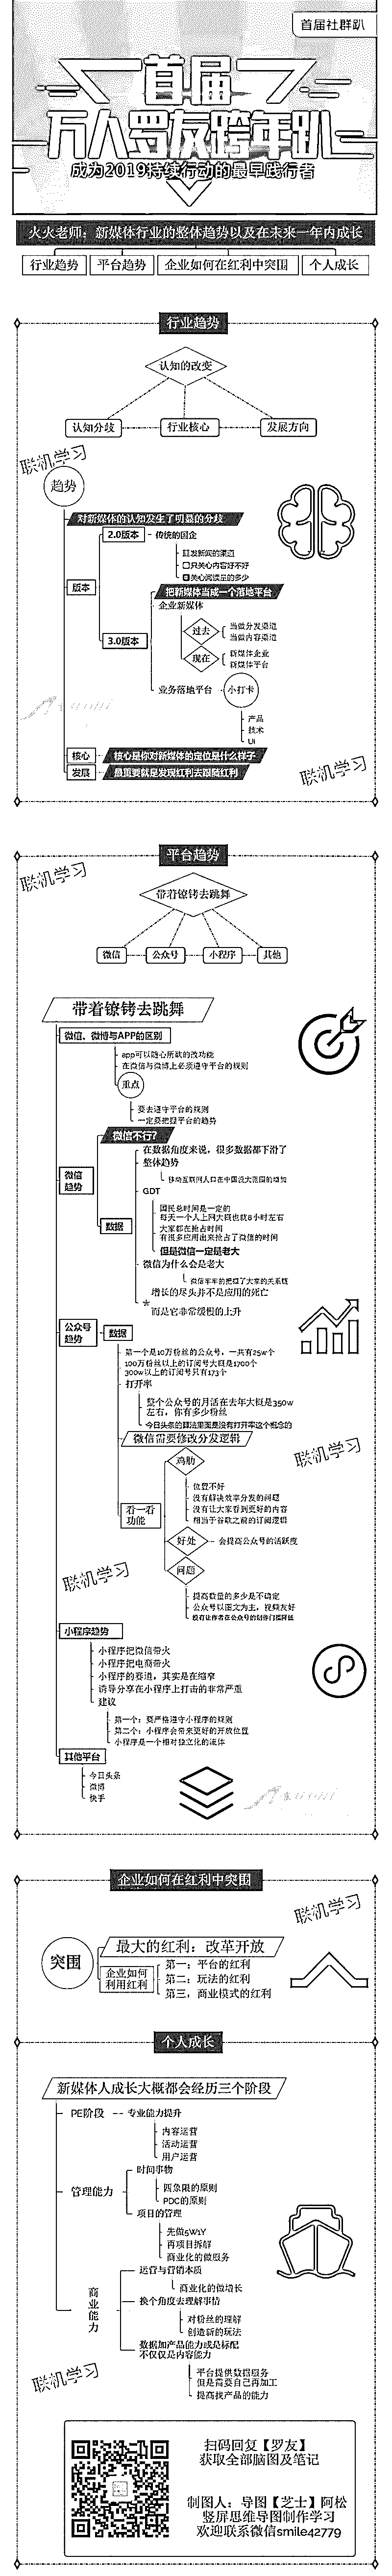 首届社群趴
首届
万人罗友跨年趴
成为2019持续行动的最早践行者
火火老师：新媒体行业的整体趋势以及在未来一年内成长
行业趋势 平台趋势 企业如何在红利中突围 个人成长
行业趋势
认知的改变
认知分歧 行业核心 发展方向
联机学习
趋势
对新媒体的认知发生了明显的分歧
版本
2.0版本
传统的国企
只关心内容好不好
关心阅读量的多少
3.0版本
把新媒体当成一个落地平台
企业新媒体
过去
当做分发渠道
当做内容渠道
现在
新媒体企业
新媒体平台
业务落地平台
小打卡
产品
技术
UI
核心
核心是你对新媒体的定位是什么样子
发展
最重要就是发现红利去跟随红利
联机学习
平台趋势
联机学习
带着镣铐去跳舞
微信 公众号 小程序 其他
带着镣铐去跳舞
微信、微博与APP的区别
app可以随心所欲的改功能
在微信与微博上必须遵守平台的规则
重点
要去遵守平台的规则
一定要把握平台的趋势
微信趋势
微信不行?
数据
在数据角度来说，很多数据都下滑了
整体趋势
移动互联网人口在中国没大范围的增加
GDT
国民总时间是一定的
每天一个人上网大概也就8小时左右
大家都在抢占时间
有很多应用出来抢占了微信的时间
但是微信一定是老大
微信为什么会是老大
微信牢牢的把握了大家的关系链
增长的尽头并不是应用的死亡
而是它非常缓慢的上升
公众号趋势
数据
第一个是10万粉丝的公众号，一共有25w个
100万粉丝以上的订阅号大概是1700个
300w以上的订阅号只有173个
打开率
整个公众号的月活在去年大概是350w
左右，你有多少粉丝
今日头条的算法里面是没有打开率这个概念的
微信需要修改分发逻辑
看一看功能
鸡肋
位置不好
没有解决效率分发的问题
没有让大家看到更好的内容
相当于谷歌之前的订阅逻辑
好处
会提高公众号的活跃度
问题
提高数量的多少是不确定
公众号以图文为主，视频友好
联机学习
联机学习
小程序趋势
小程序把微信带火
小程序把电商带火
小程序的赛道，其实是在缩窄
诱导分享在小程序上打击的非常严重
建议
第一个：要严格遵守小程序的规则
第二个：小程序会带来更好的开放位置
小程序是一个相对独立化的流体
其他平台
今日头条
微博
快手
企业如何在红利中突围
联机学习
突围
最大的红利：改革开放
企业如何利用红利
第一：平台的红利
第二：玩法的红利
第三，商业模式的红利
个人成长
新媒体人成长大概都会经历三个阶段
PE阶段
专业能力提升
内容运营
活动运营
用户运营
管理能力
时间事物
四象限的原则
PDC的原则
项目的管理
先做5W1Y
再项目拆解
商业化的做服务
商业能力
运营与营销本质
商业化的做增长
换个角度去理解事情
对粉丝的理解
创造新的玩法
数据加产品能力或是标配
不仅仅是内容能力
平台提供数据服务
但是需要自己再加工
提高找产品的能力
联机学习
扫码回复【罗友】
获取全部脑图及笔记
制图人：导图【芝士】阿松
竖屏思维导图制作学习
欢迎联系微信smile42779